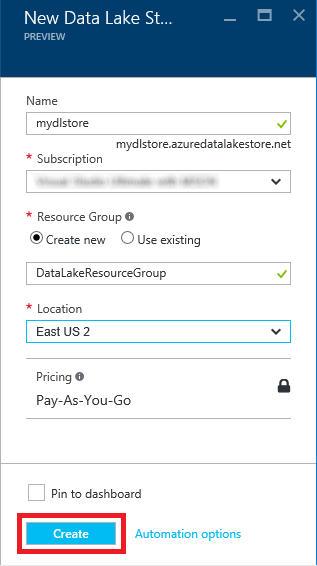 New Data Lake St...
PREVIEW
Name
mydlstore
mydlstore.azuredatalakestore.net
* Subscription
* Resource Group
Create new Use existing
DataLakeResourceGroup
* Location
East US 2
Pricing
Pay-As-You-Go
Pin to dashboard
Create Automation options